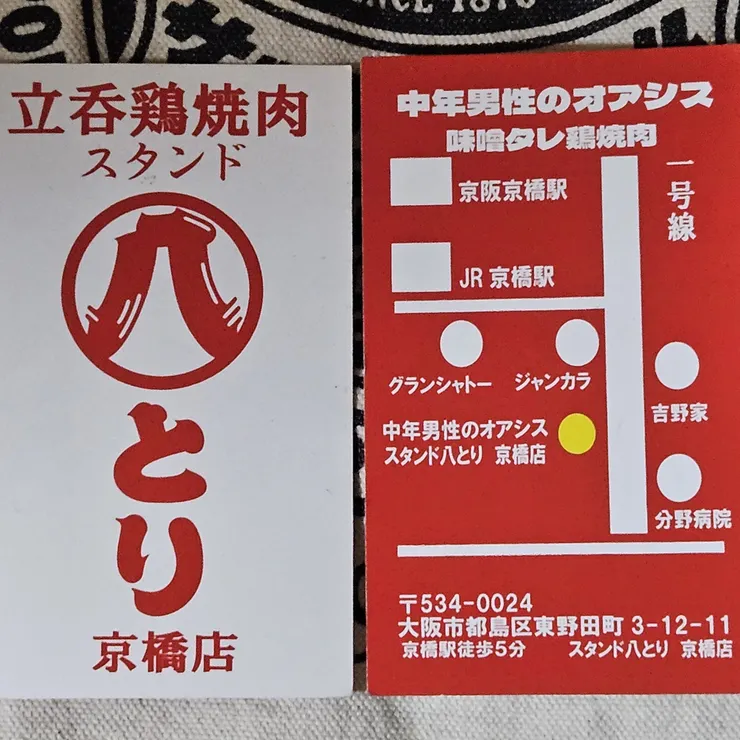 SINCE 1870
立呑鶏焼肉
スタンド
八
とり
京橋店
中年男性のオアシス
味噌タレ鶏焼肉
一号線
京阪京橋駅
JR 京橋駅
グランシャトー
ジャンカラ
吉野家
中年男性のオアシス
スタンド八とり 京橋店
分野病院
〒534-0024
大阪市都島区東野田町 3-12-11
京橋駅徒歩5分 スタンド八とり 京橋店